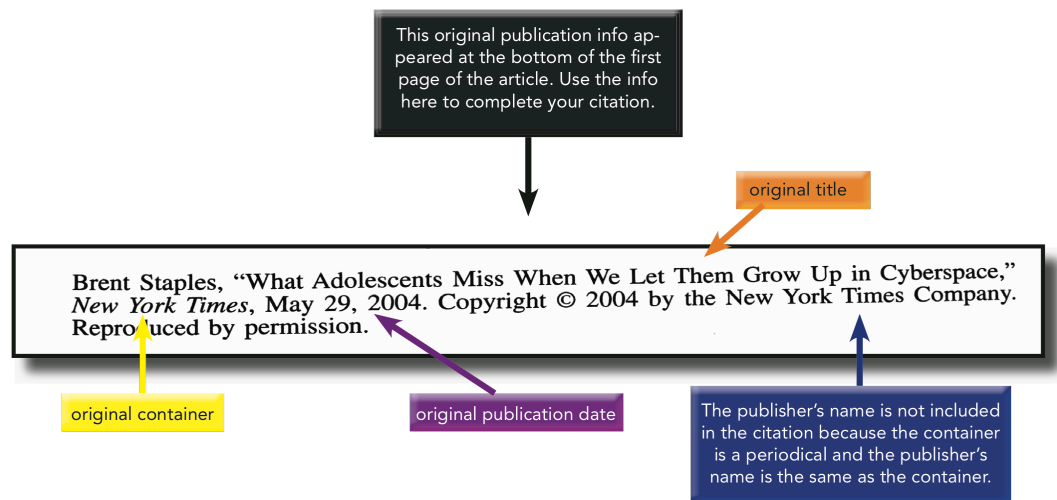 This original publication info ap-
peared at the bottom of the first
page of the article. Use the info
here to complete your citation.
original title
Brent Staples, “What Adolescents Miss When We Let Them Grow Up in Cyberspace,”
New York Times, May 29, 2004. Copyright © 2004 by the New York Times Company.
Reproduced by permission.
original container
original publication date
The publisher’s name is not included
in the citation because the container
is a periodical and the publisher’s
name is the same as the container.